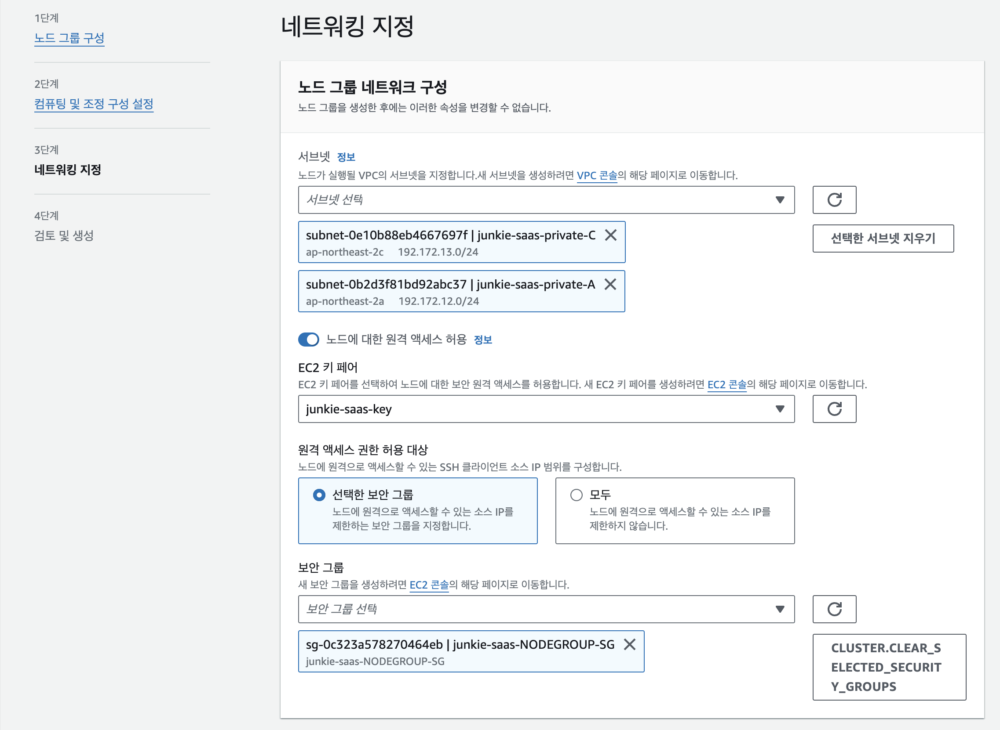 1단계
노드 그룹 구성
2단계
컴퓨팅 및 조정 구성 설정
3단계
네트워킹 지정
4단계
검토 및 생성
네트워킹 지정
노드 그룹 네트워크 구성
노드 그룹을 생성한 후에는 이러한 속성을 변경할 수 없습니다.
서브넷 정보
노드가 실행될 VPC의 서브넷을 지정합니다.새 서브넷을 생성하려면 VPC 콘솔의 해당 페이지로 이동합니다.
서브넷 선택
subnet-0e10b88eb4667697f | junkie-saas-private-C
ap-northeast-2c 192.172.13.0/24
선택한 서브넷 지우기
subnet-0b2d3f81bd92abc37 | junkie-saas-private-A
ap-northeast-2a 192.172.12.0/24
노드에 대한 원격 액세스 허용 정보
EC2 키 페어
EC2 키 페어를 선택하여 노드에 대한 보안 원격 액세스를 허용합니다. 새 EC2 키 페어를 생성하려면 EC2 콘솔의 해당 페이지로 이동합니다.
junkie-saas-key
원격 액세스 권한 허용 대상
노드에 원격으로 액세스할 수 있는 SSH 클라이언트 소스 IP 범위를 구성합니다.
선택한 보안 그룹
노드에 원격으로 액세스할 수 있는 소스 IP를
제한하는 보안 그룹을 지정합니다.
모두
노드에 원격으로 액세스할 수 있는 소스 IP를
제한하지 않습니다.
보안 그룹
새 보안 그룹을 생성하려면 EC2 콘솔의 해당 페이지로 이동합니다.
보안 그룹 선택
sg-0c323a578270464eb | junkie-saas-NODEGROUP-SG
junkie-saas-NODEGROUP-SG
CLUSTER.CLEAR_S
ELECTED_SECURIT
Y_GROUPS